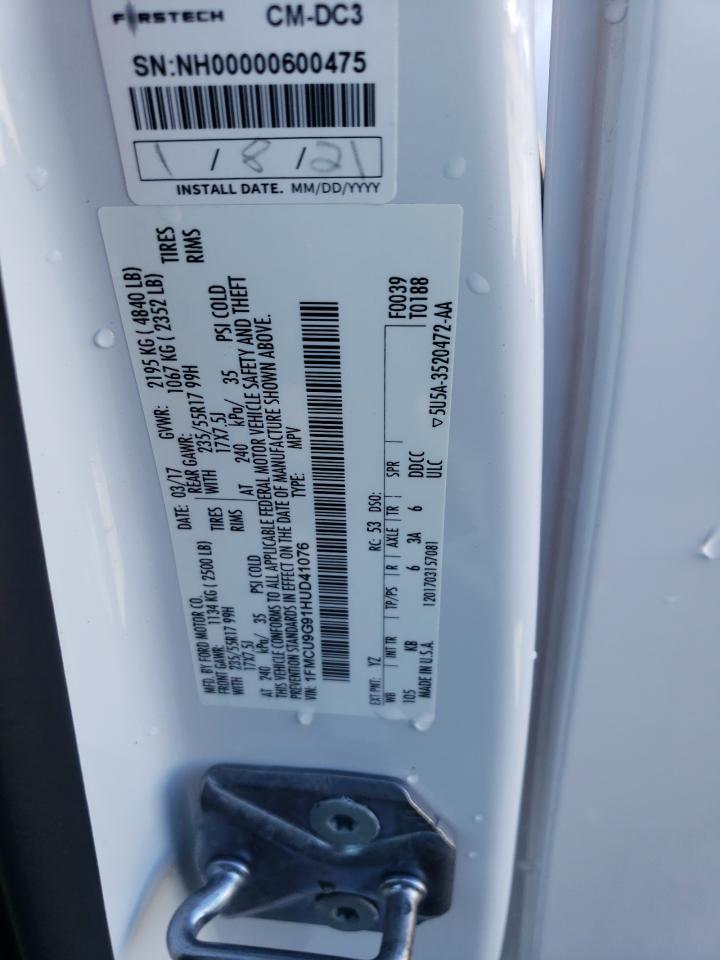 FIRSTECH CM-DC3
SN:NH00000600475
1 / 8 / 21
INSTALL DATE. MM/DD/YYYY
MFD. BY FORD MOTOR CO. DATE: 03/17 GVWR: 2195 KG ( 4840 LB)
FRONT GAWR: 1134 KG ( 2500 LB) REAR GAWR: 1067 KG ( 2352 LB)
WITH 235/55R17 99H TIRES WITH 235/55R17 99H TIRES
17X7.5J RIMS 17X7.5J RIMS
AT 240 kPa/ 35 PSI COLD AT 240 kPa/ 35 PSI COLD
THIS VEHICLE CONFORMS TO ALL APPLICABLE FEDERAL MOTOR VEHICLE SAFETY AND THEFT
PREVENTION STANDARDS IN EFFECT ON THE DATE OF MANUFACTURE SHOWN ABOVE.
VIN: 1FMCU9G91HUD41076 TYPE: MPV
F0039
T0188
EXT PNT: YZ RC: 53 DSO:
WB INT TR TP/PS R AXLE TR SPR
105 KB 6 3A 6 DDCC
MADE IN U.S.A. 1201703157081 ULC
▽5U5A-3520472-AA